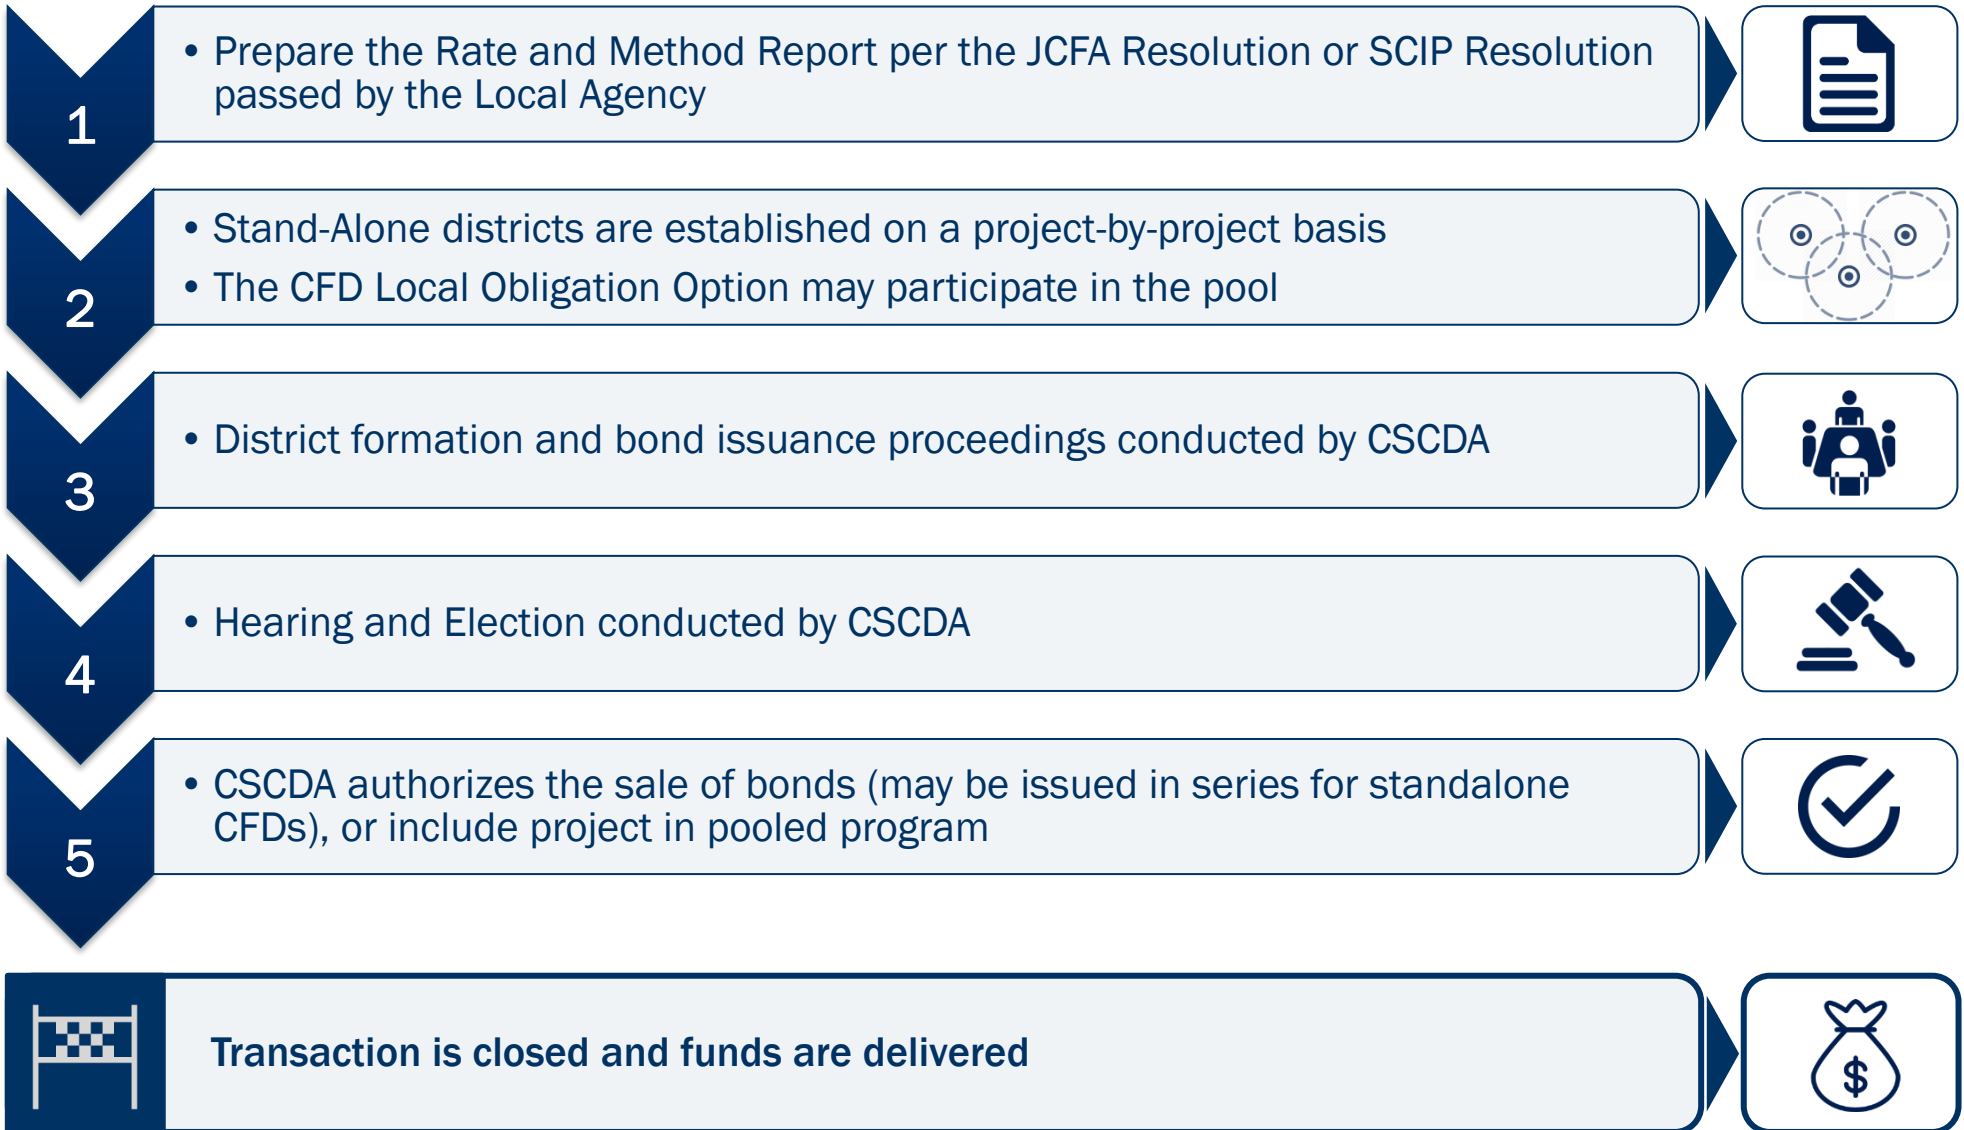 1
• Prepare the Rate and Method Report per the JCFA Resolution or SCIP Resolution
passed by the Local Agency
2
• Stand-Alone districts are established on a project-by-project basis
• The CFD Local Obligation Option may participate in the pool
3
• District formation and bond issuance proceedings conducted by CSCDA
4
• Hearing and Election conducted by CSCDA
5
• CSCDA authorizes the sale of bonds (may be issued in series for standalone
CFDs), or include project in pooled program
Transaction is closed and funds are delivered
$